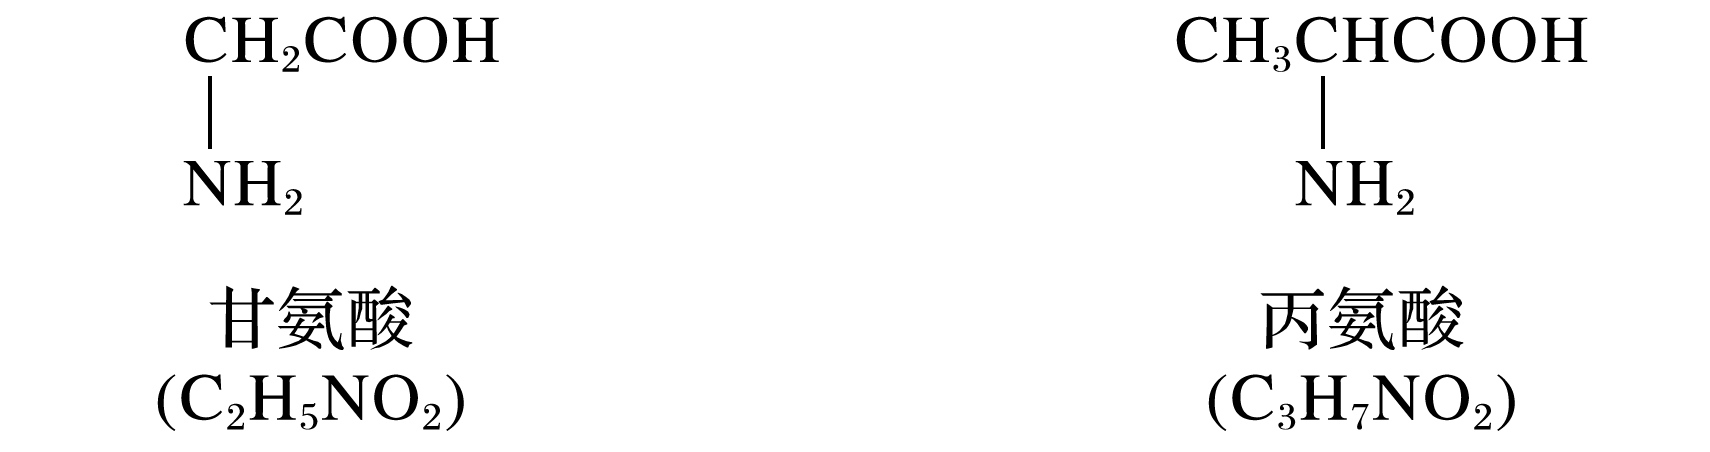 CH₂COOH CH₃CHCOOH
NH₂ NH₂
甘氨酸 丙氨酸
(C₂H₅NO₂) (C₃H₇NO₂)